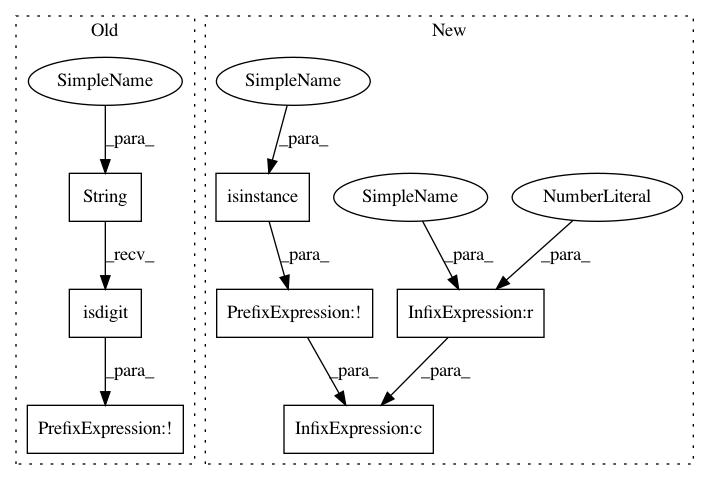 Old
New
SimpleName
SimpleName
_para_
_para_
String
isinstance
SimpleName
NumberLiteral
_recv_
_para_
_para_
_para_
isdigit
PrefixExpression:!
InfixExpression:r
_para_
_para_
_para_
PrefixExpression:!
InfixExpression:c